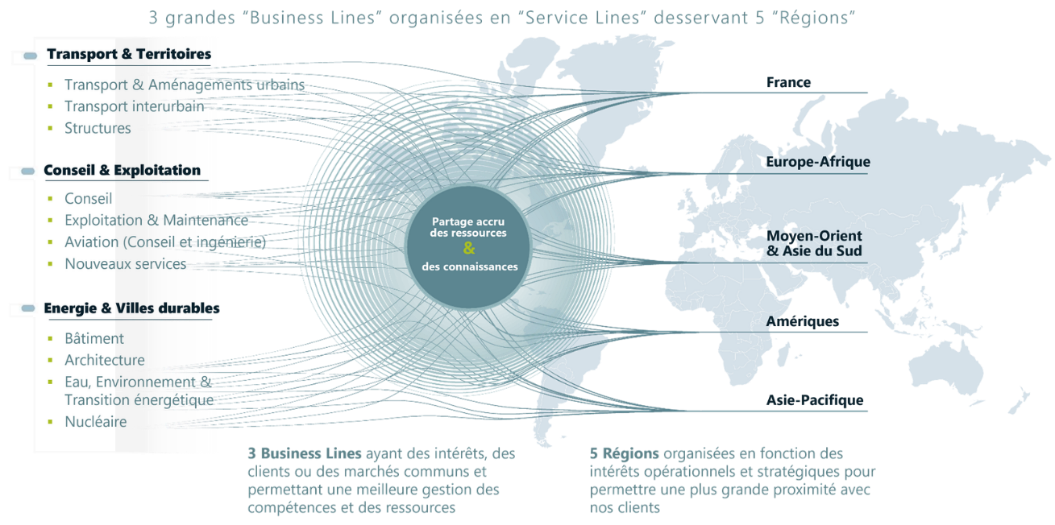 3 grandes “Business Lines” organisées en “Service Lines” desservant 5 “Régions”
Transport & Territoires
Transport & Aménagements urbains
Transport interurbain
Structures
Conseil & Exploitation
Conseil
Exploitation & Maintenance
Aviation (Conseil et ingénierie)
Nouveaux services
Energie & Villes durables
Bâtiment
Architecture
Eau, Environnement &
Transition énergétique
Nucléaire
Partage accru
des ressources
&
des connaissances
France
Europe-Afrique
Moyen-Orient
& Asie du Sud
Amériques
Asie-Pacifique
3 Business Lines ayant des intérêts, des
clients ou des marchés communs et
permettant une meilleure gestion des
compétences et des ressources
5 Régions organisées en fonction des
intérêts opérationnels et stratégiques pour
permettre une plus grande proximité avec
nos clients